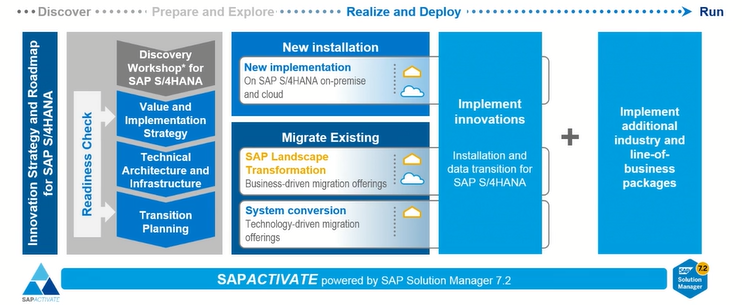 Discover
Prepare and Explore
Realize and Deploy
Run
Innovation Strategy and Roadmap
for SAP S/4HANA
Readiness Check
Discovery
Workshop* for
SAP S/4HANA
Value and
Implementation
Strategy
Technical
Architecture and
Infrastructure
Transition
Planning
New installation
New implementation
On SAP S/4HANA on-premise
and cloud
Migrate Existing
SAP Landscape
Transformation
Business-driven migration offerings
System conversion
Technology-driven migration
offerings
Implement
innovations
Installation and
data transition for
SAP S/4HANA
+
Implement
additional
industry and
line-of-
business
packages
SAPACTIVATE
SAPACTIVATE powered by SAP Solution Manager 7.2
SAP
7.2
Solution
Manager